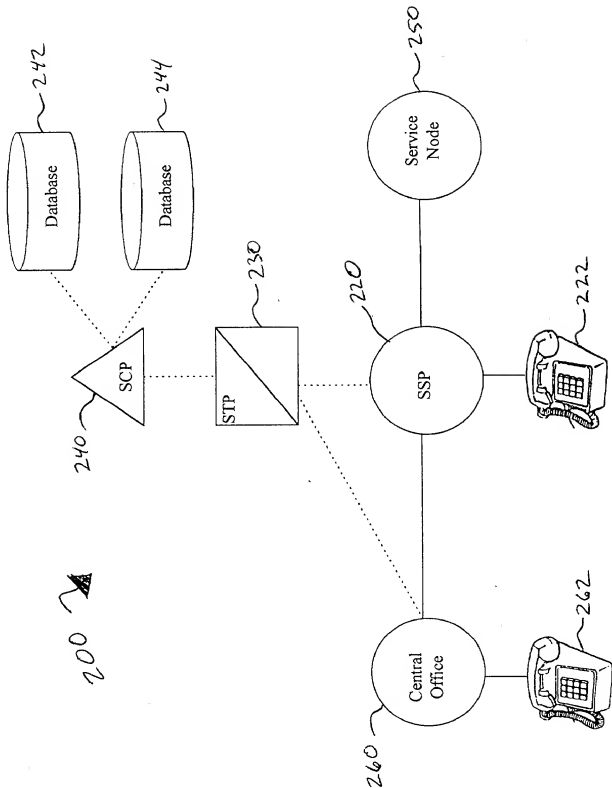 200
240
SCP
Database
242
Database
244
STP
230
260
Central
Office
SSP
220
Service
Node
250
262
222